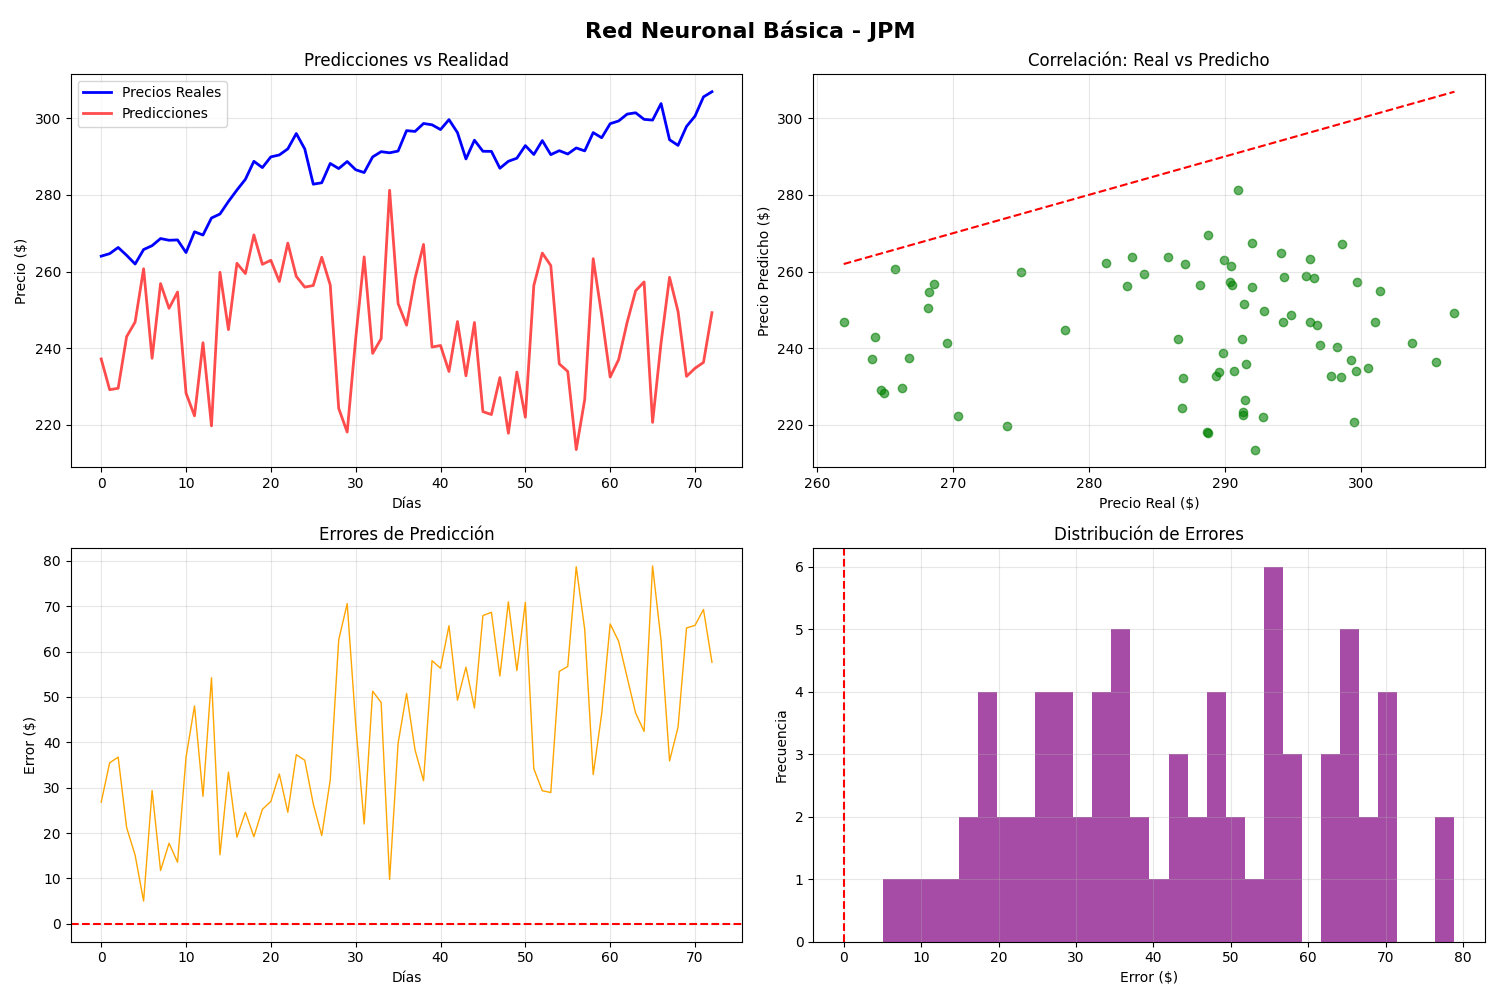 Red Neuronal Básica - JPM
Predicciones vs Realidad
Precios Reales
Predicciones
Precio ($)
300
280
260
240
220
0 10 20 30 40 50 60 70
Días
Correlación: Real vs Predicho
Precio Predicho ($)
300
280
260
240
220
260 270 280 290 300
Precio Real ($)
Errores de Predicción
Error ($)
80
70
60
50
40
30
20
10
0
0 10 20 30 40 50 60 70
Días
Distribución de Errores
Frecuencia
6
5
4
3
2
1
0
0 10 20 30 40 50 60 70 80
Error ($)